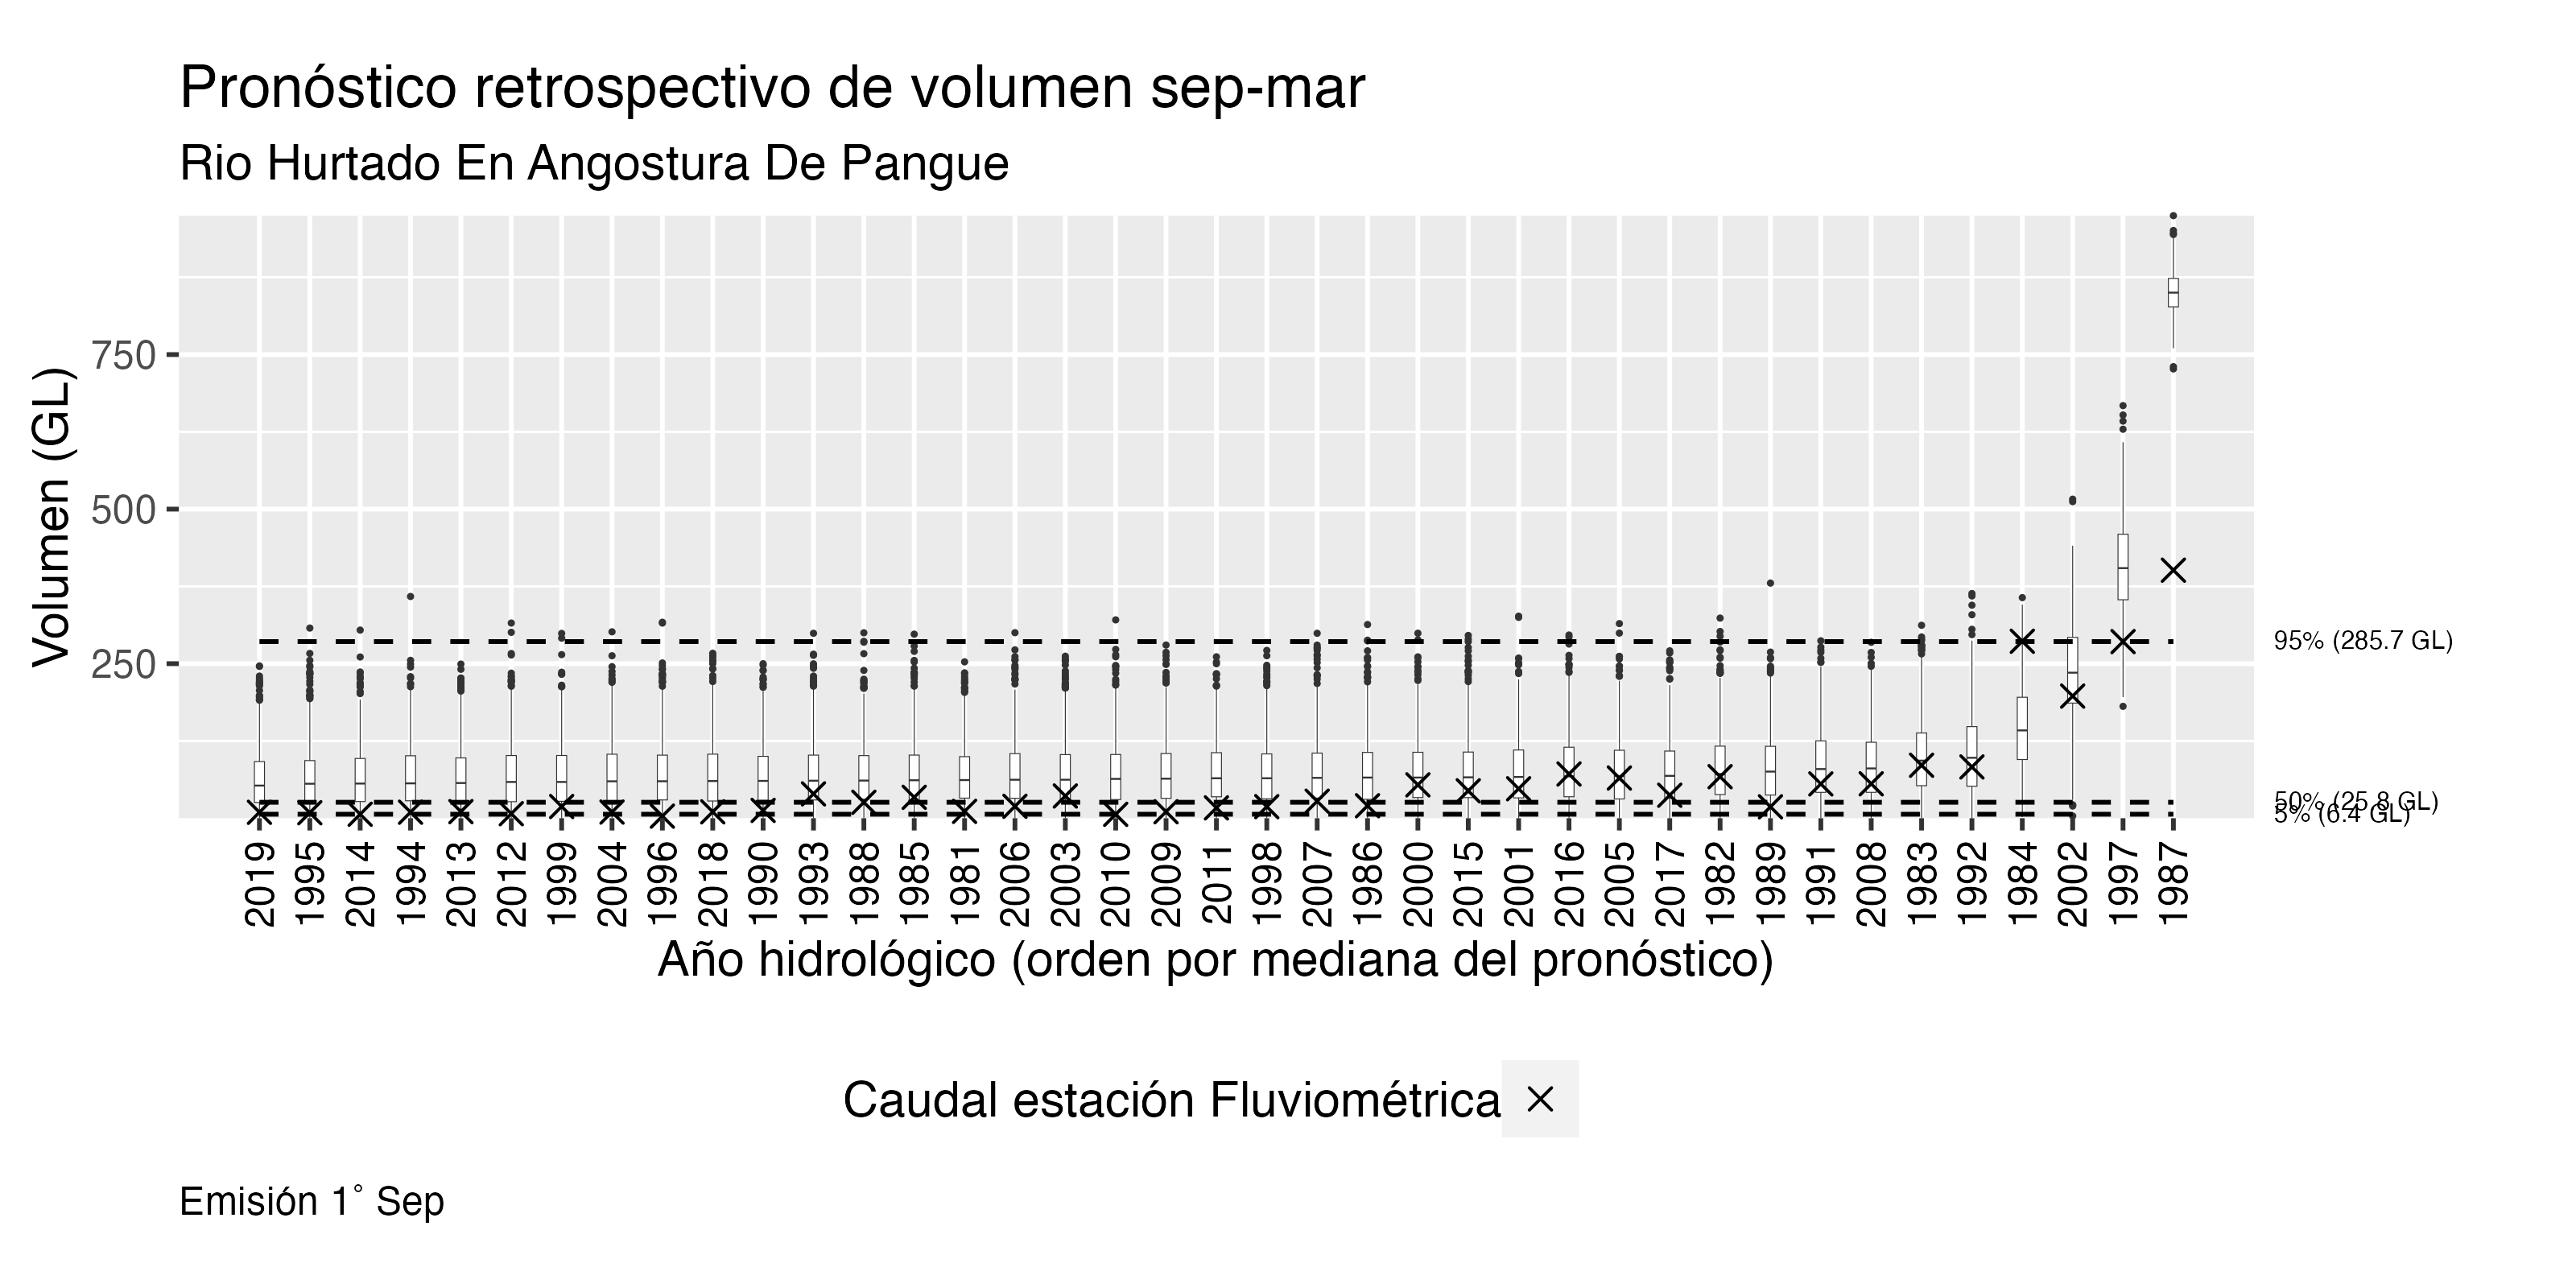 Pronóstico retrospectivo de volumen sep-mar
Rio Hurtado En Angostura De Pangue
Volumen (GL)
750
500
250
95% (285.7 GL)
50% (25.8 GL)
5% (6.4 GL)
2019 1995 2014 1994 2013 2012 1999 2004 1996 2018 1990 1993 1988 1985 1981 2006 2003 2010 2009 2011 1998 2007 1986 2000 2015 2001 2016 2005 2017 1982 1989 1991 2008 1983 1992 1984 2002 1997 1987
Año hidrológico (orden por mediana del pronóstico)
Caudal estación Fluviométrica
Emisión 1° Sep